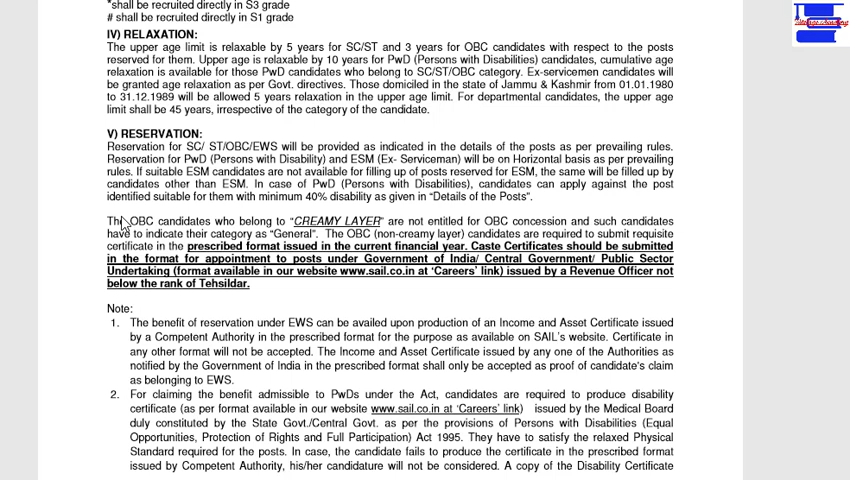 *shall be recruited directly in S3 grade
# shall be recruited directly in S1 grade
IV) RELAXATION:
The upper age limit is relaxable by 5 years for SC/ST and 3 years for OBC candidates with respect to the posts
reserved for them. Upper age is relaxable by 10 years for PwD (Persons with Disabilities) candidates, cumulative age
relaxation is available for those PwD candidates who belong to SC/ST/OBC category. Ex-servicemen candidates will
be granted age relaxation as per Govt. directives. Those domiciled in the state of Jammu & Kashmir from 01.01.1980
to 31.12.1989 will be allowed 5 years relaxation in the upper age limit. For departmental candidates, the upper age
limit shall be 45 years, irrespective of the category of the candidate.
V) RESERVATION:
Reservation for SC/ ST/OBC/EWS will be provided as indicated in the details of the posts as per prevailing rules.
Reservation for PwD (Persons with Disability) and ESM (Ex- Serviceman) will be on Horizontal basis as per prevailing
rules. If suitable ESM candidates are not available for filling up of posts reserved for ESM, the same will be filled up by
candidates other than ESM. In case of PwD (Persons with Disabilities), candidates can apply against the post
identified suitable for them with minimum 40% disability as given in “Details of the Posts”.
The OBC candidates who belong to “CREAMY LAYER” are not entitled for OBC concession and such candidates
have to indicate their category as “General”. The OBC (non-creamy layer) candidates are required to submit requisite
certificate in the prescribed format issued in the current financial year. Caste Certificates should be submitted
in the format for appointment to posts under Government of India/ Central Government/ Public Sector
Undertaking (format available in our website www.sail.co.in at ‘Careers’ link) issued by a Revenue Officer not
below the rank of Tehsildar.
Note:
1. The benefit of reservation under EWS can be availed upon production of an Income and Asset Certificate issued
by a Competent Authority in the prescribed format for the purpose as available on SAIL’s website. Certificate in
any other format will not be accepted. The Income and Asset Certificate issued by any one of the Authorities as
notified by the Government of India in the prescribed format shall only be accepted as proof of candidate’s claim
as belonging to EWS.
2. For claiming the benefit admissible to PwDs under the Act, candidates are required to produce disability
certificate (as per format available in our website www.sail.co.in at ‘Careers’ link) issued by the Medical Board
duly constituted by the State Govt./Central Govt. as per the provisions of Persons with Disabilities (Equal
Opportunities, Protection of Rights and Full Participation) Act 1995. They have to satisfy the relaxed Physical
Standard required for the posts. In case, the candidate fails to produce the certificate in the prescribed format
issued by Competent Authority, his/her candidature will not be considered. A copy of the Disability Certificate